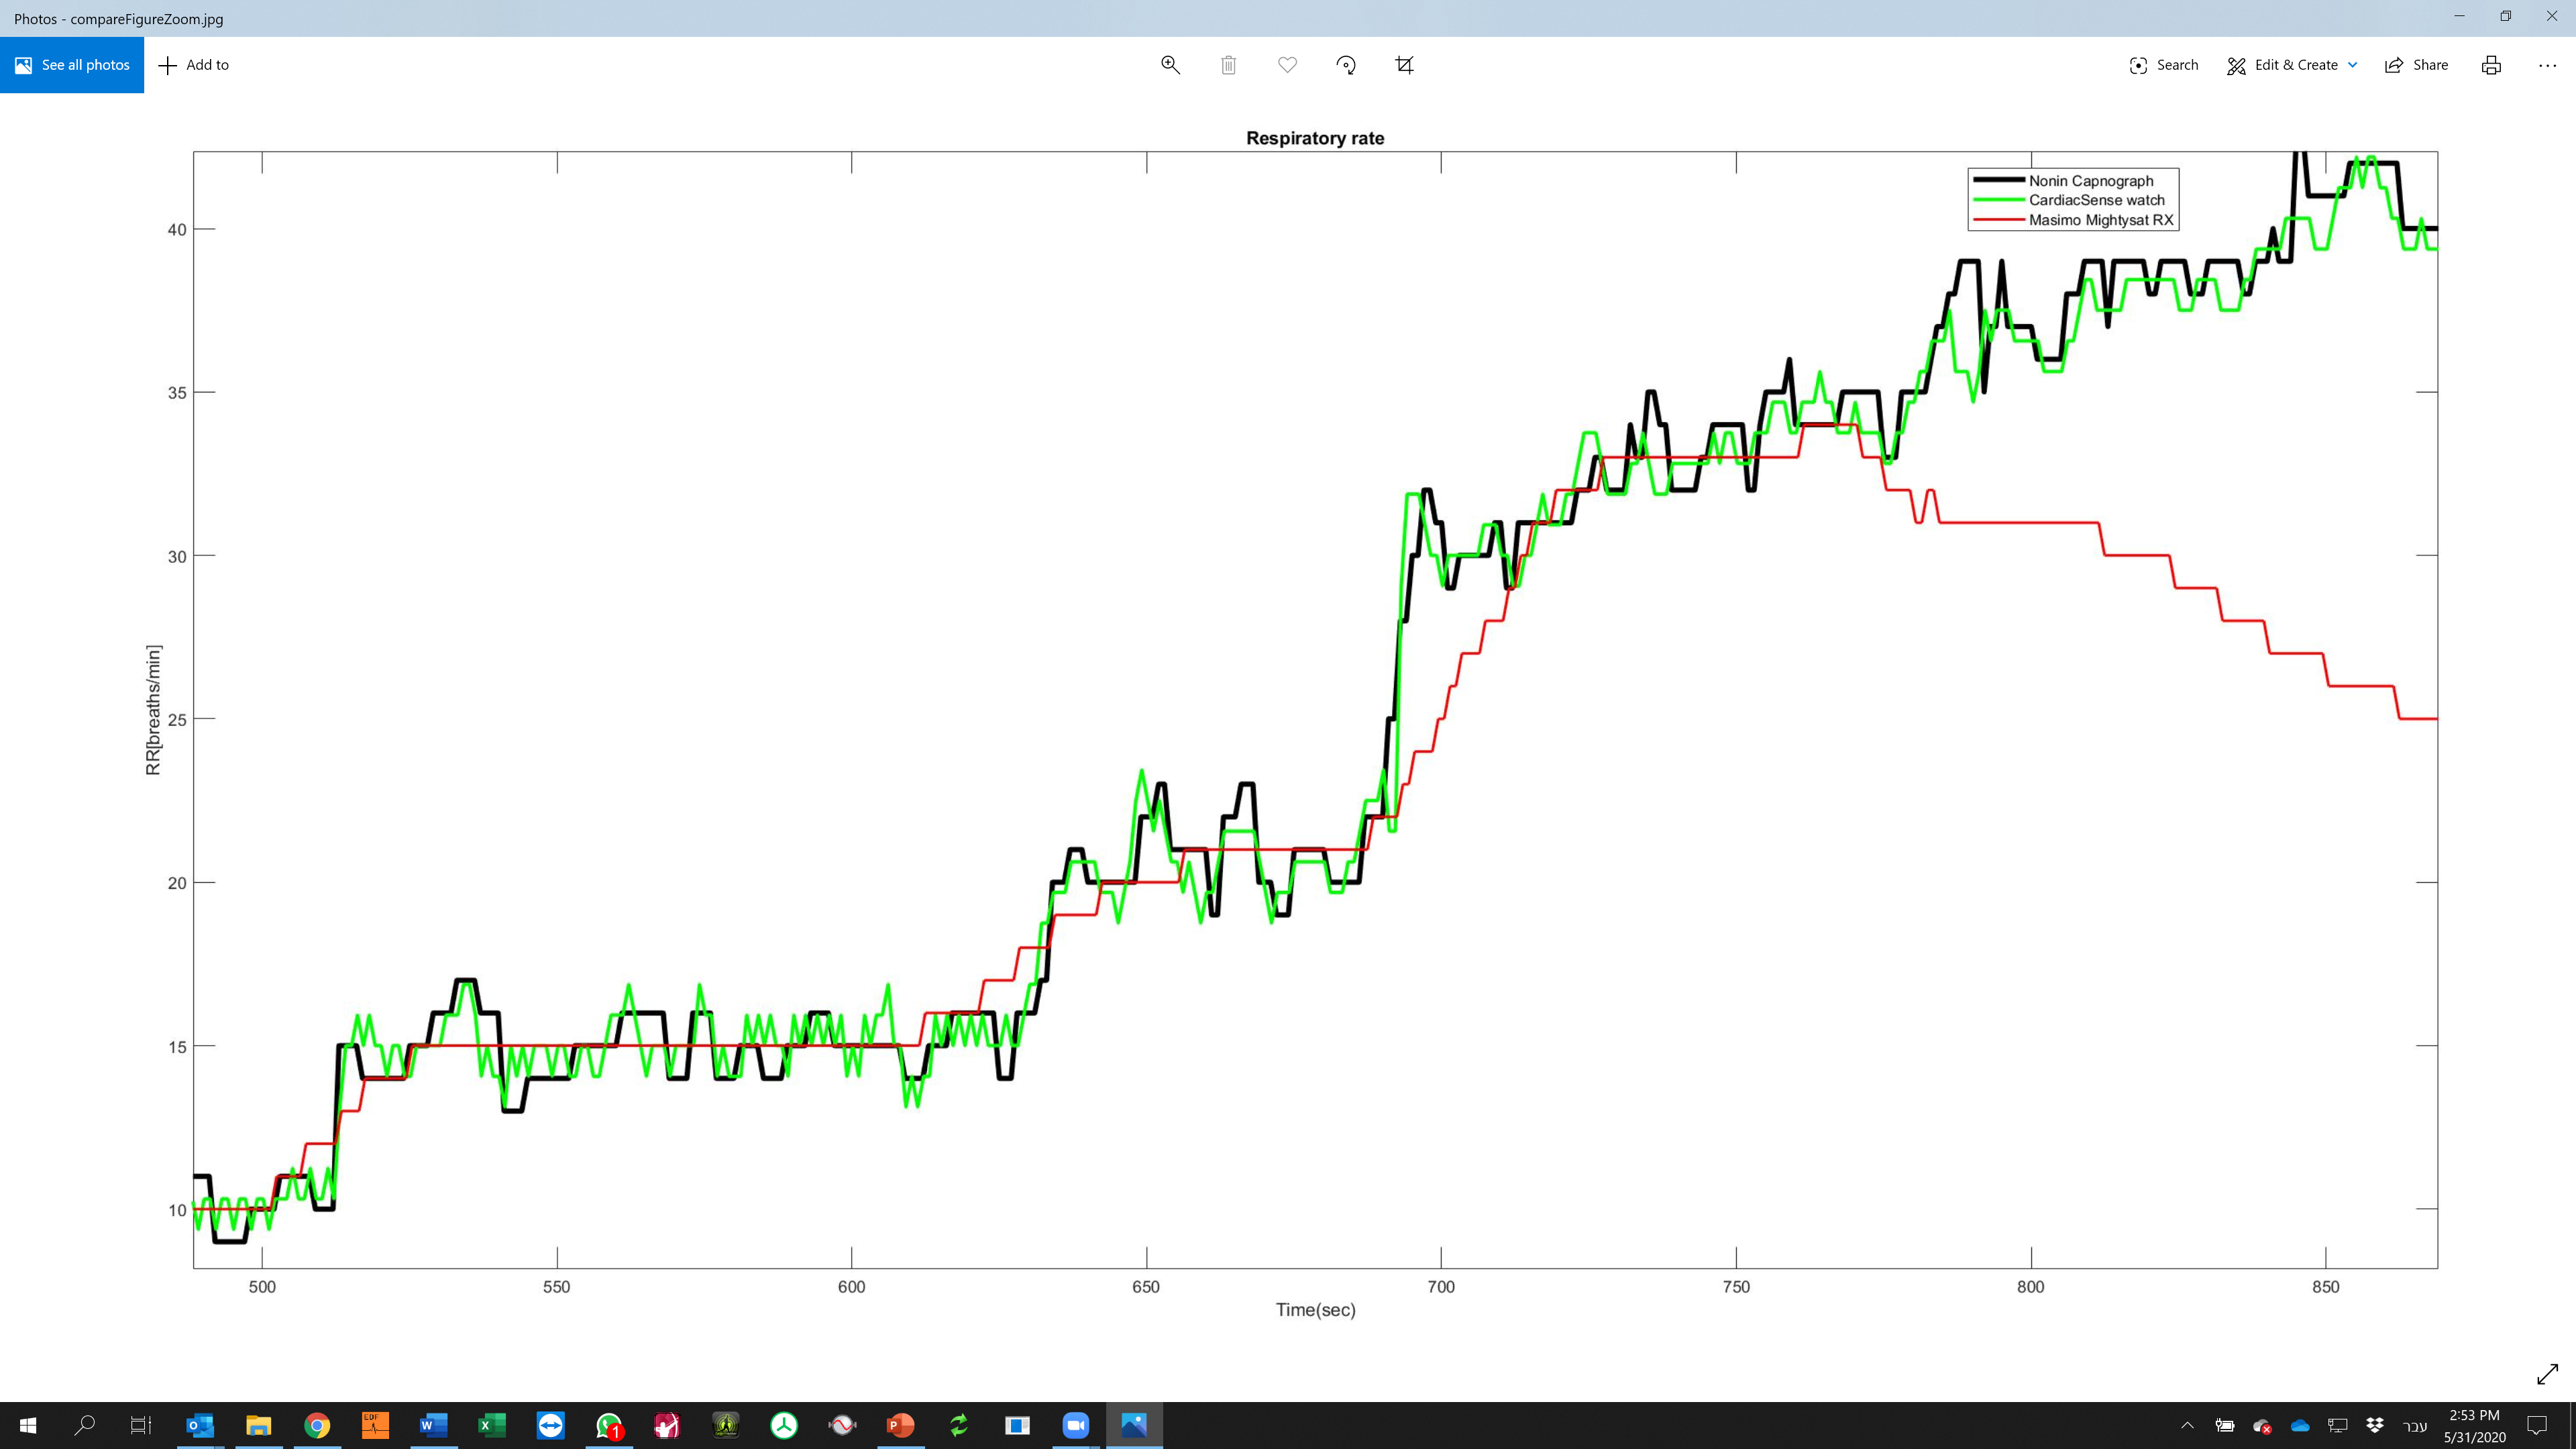 Photos - compareFigureZoom.jpg
See all photos
Add to
Search
Edit & Create
Share
Respiratory rate
Nonin Capnograph
CardiacSense watch
Masimo Mightysat RX
40
35
30
25
20
15
10
RR[breaths/min]
500 550 600 650 700 750 800 850
Time(sec)
EDF
1
עבר
2:53 PM
5/31/2020